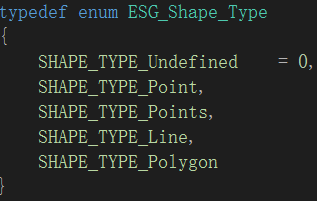 typedef enum ESG_Shape_Type
{
    SHAPE_TYPE_Undefined    = 0,
    SHAPE_TYPE_Point,
    SHAPE_TYPE_Points,
    SHAPE_TYPE_Line,
    SHAPE_TYPE_Polygon
}